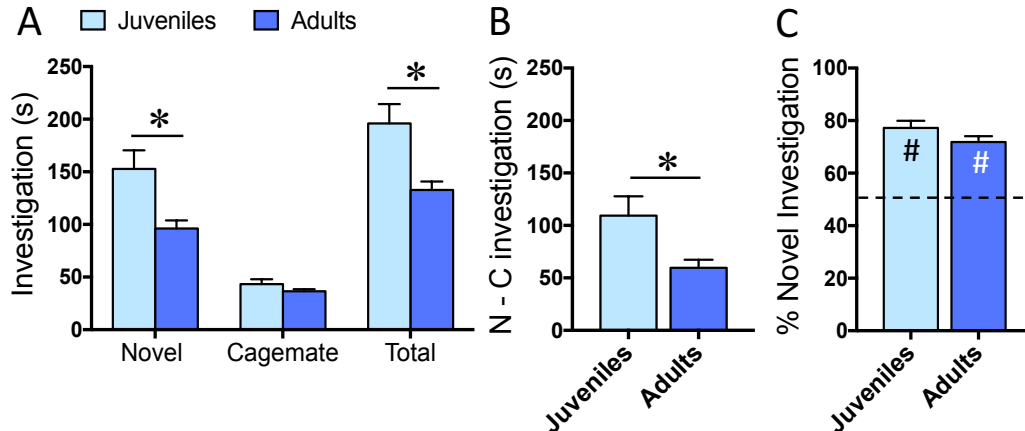 A
Juveniles
Adults
Investigation (s)
250
200
150
100
50
0
*
*
Novel
Cagemate
Total
B
N - C investigation (s)
250
200
150
100
50
0
*
Juveniles
Adults
C
% Novel Investigation
100
80
60
40
20
0
#
#
Juveniles
Adults